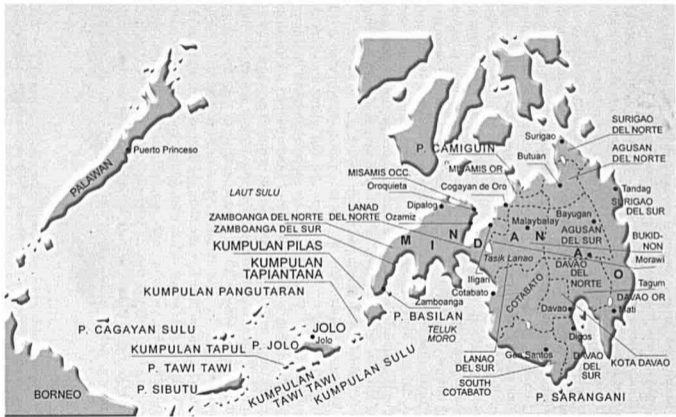 SURIGAO
DEL NORTE
Surigao
AGUSAN
DEL NORTE
P. CAMIGUIN
Butuan
Puerto Princeso
PALAWAN
MISAMIS OCC.
MISAMIS OR
Oroquieta
Cogayan de Oro
Tandag
SURIGAO
DEL SUR
LAUT SULU
LANAD
DEL NORTE
Dipalog
Ozamiz
Malaybalay
Bayugan
ZAMBOANGA DEL NORTE
ZAMBOANGA DEL SUR
AGUSAN
DEL SUR
BUKID-
NON
MINDANAO
KUMPULAN PILAS
Tasik Lanao
Morawi
KUMPULAN
TAPIANTANA
DAVAO
DEL
NORTE
Iligan
Tagum
KUMPULAN PANGUTARAN
Zamboanga
Cotabato
COTABATO
DAVAO OR
P. BASILAN
Davao
Mati
P. CAGAYAN SULU
JOLO
Jolo
P. JOLO
TELUK
MORO
Digos
KUMPULAN TAPUL
LANAO
DEL SUR
Gen Santos
DAVAO
DEL
SUR
KOTA DAVAO
P. TAWI TAWI
KUMPULAN
TAWI TAWI
KUMPULAN SULU
SOUTH
COTABATO
P. SIBUTU
BORNEO
P. SARANGANI